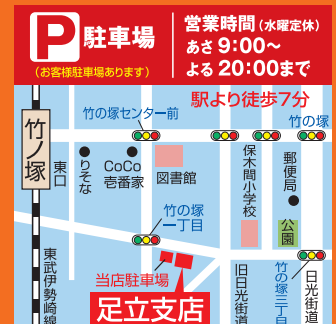 P 駐車場
(お客様駐車場あります)
営業時間(水曜定休)
あさ 9:00〜
よる 20:00まで
駅より徒歩7分
竹の塚センター前
竹の塚
竹ノ塚
東口
りそな
CoCo
壱番家
図書館
保木間小学校
郵便局
公園
竹の塚
一丁目
当店駐車場
足立支店
東武伊勢崎線
旧日光街道
竹の塚三丁目
日光街道